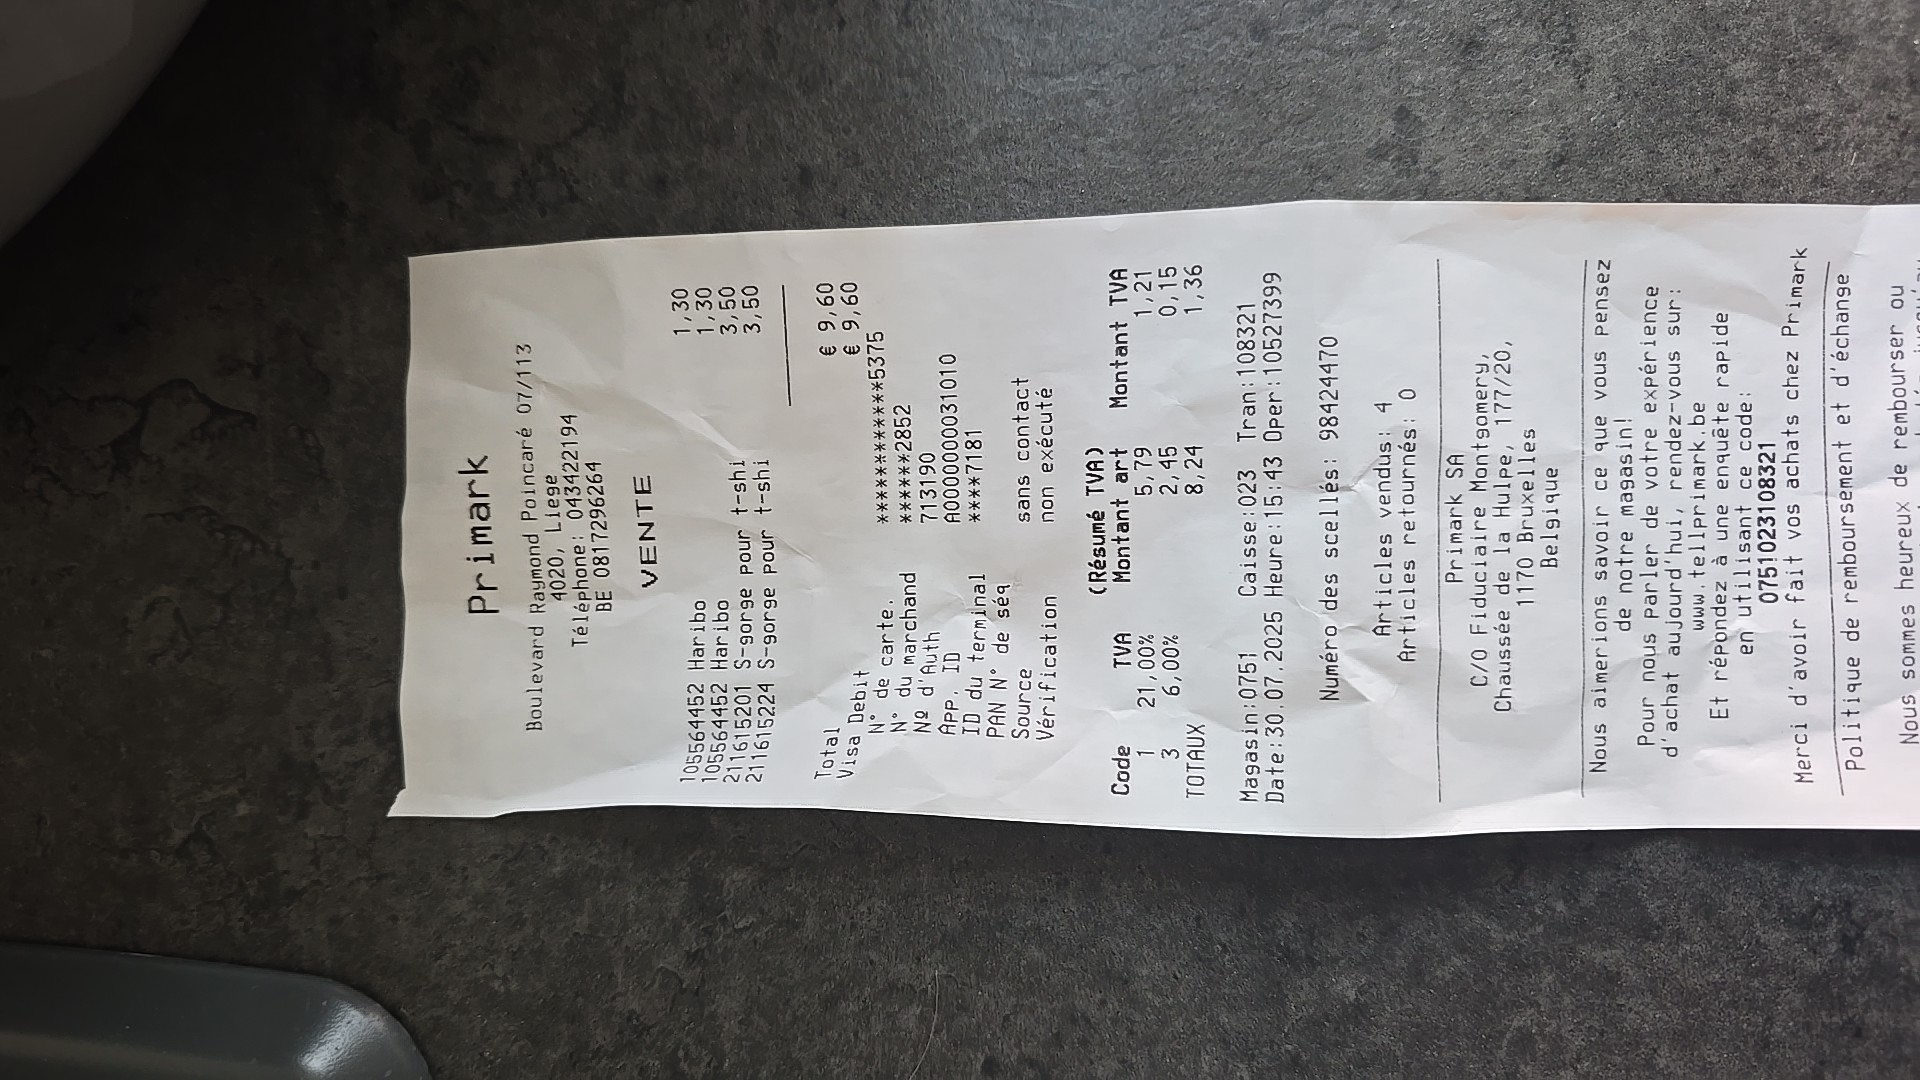 Primark
Boulevard Raymond Poincaré 07/113
4020, Liege
Téléphone: 043422194
BE 0817296264
VENTE
105564452 Haribo 1,30
105564452 Haribo 1,30
211615201 S-gorge pour t-shi 3,50
211615224 S-gorge pour t-shi 3,50
Total € 9,60
Visa Debit € 9,60
N° de carte. ************5375
N° du marchand ******2852
Nº d'Auth 713190
App. ID A0000000031010
ID du terminal ****7181
PAN N° de séq
Source sans contact
Vérification non exécuté
(Résumé TVA)
Code TVA Montant art Montant TVA
1 21,00% 5,79 1,21
3 6,00% 2,45 0,15
TOTAUX 8,24 1,36
Magasin:0751 Caisse:023 Tran:108321
Date:30.07.2025 Heure:15:43 Oper:10527399
Numéro des scellés: 98424470
Articles vendus: 4
Articles retournés: 0
Primark SA
C/O Fiduciaire Montgomery,
Chaussée de la Hulpe, 177/20,
1170 Bruxelles
Belgique
Nous aimerions savoir ce que vous pensez
de notre magasin!
Pour nous parler de votre expérience
d'achat aujourd'hui, rendez-vous sur:
www.tellprimark.be
Et répondez à une enquête rapide
en utilisant ce code:
075102310​8321
Merci d'avoir fait vos achats chez Primark
Politique de remboursement et d'échange
Nous sommes heureux de rembourser ou